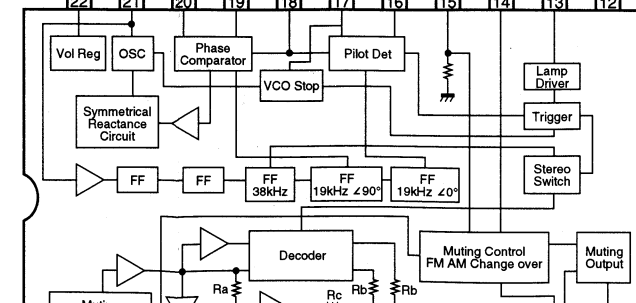 22 21 20 19 18 17 16 15 14 13 12
Vol Reg
OSC
Phase
Comparator
Pilot Det
VCO Stop
Lamp
Driver
Symmetrical
Reactance
Circuit
Trigger
FF
FF
FF
38kHz
FF
19kHz ∠90°
FF
19kHz ∠0°
Stereo
Switch
Decoder
Muting Control
FM AM Change over
Muting
Output
Ra
Rc
Rb
Rb